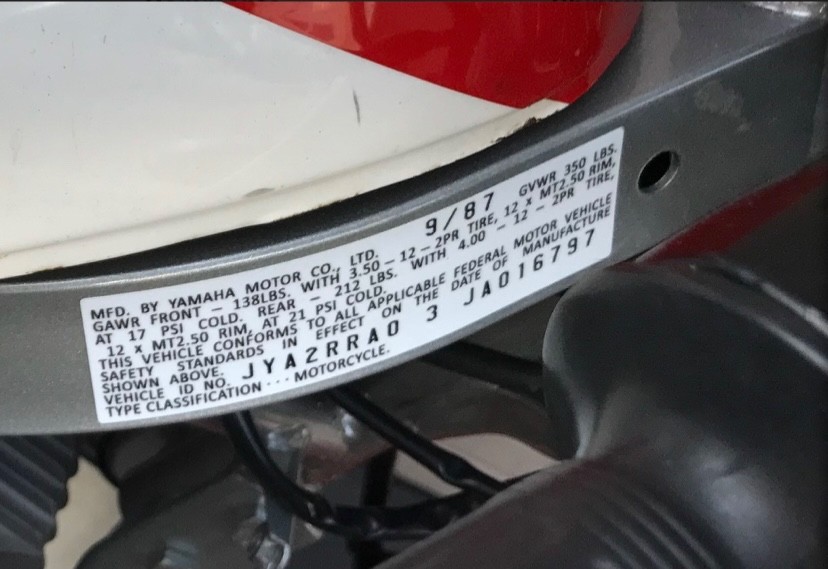 MFD. BY YAMAHA MOTOR CO., LTD. 9/87 GVWR 350 LBS.
GAWR FRONT – 138LBS. WITH 3.50–12–2PR TIRE, 12 X MT2.50 RIM,
AT 17 PSI COLD. REAR – 212 LBS. WITH 4.00 – 12 – 2PR TIRE,
12 X MT2.50 RIM, AT 21 PSI COLD.
THIS VEHICLE CONFORMS TO ALL APPLICABLE FEDERAL MOTOR VEHICLE
SAFETY STANDARDS IN EFFECT ON THE DATE OF MANUFACTURE
SHOWN ABOVE.
VEHICLE ID NO. JYA2RRA0 3 JA016797
TYPE CLASSIFICATION ··· MOTORCYCLE.